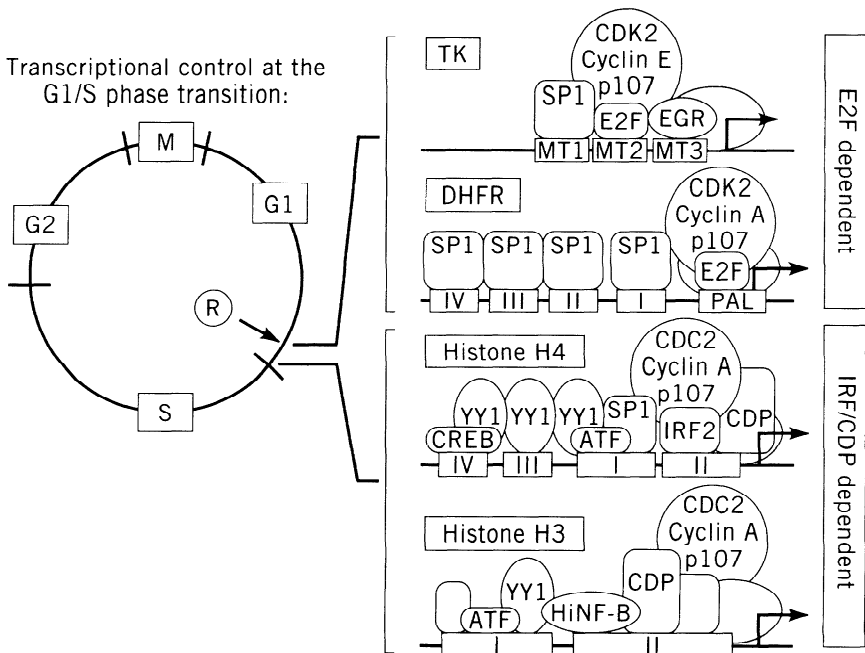 Transcriptional control at the
G1/S phase transition:
M
G1
G2
R
S
TK
CDK2
Cyclin E
p107
SP1
E2F
EGR
MT1
MT2
MT3
DHFR
CDK2
Cyclin A
p107
SP1
SP1
SP1
SP1
E2F
IV
III
II
I
PAL
E2F dependent
Histone H4
CDC2
Cyclin A
p107
YY1
YY1
YY1
SP1
CREB
ATF
IRF2
CDP
IV
III
I
II
Histone H3
CDC2
Cyclin A
p107
YY1
CDP
ATF
HiNF-B
I
II
IRF/CDP dependent